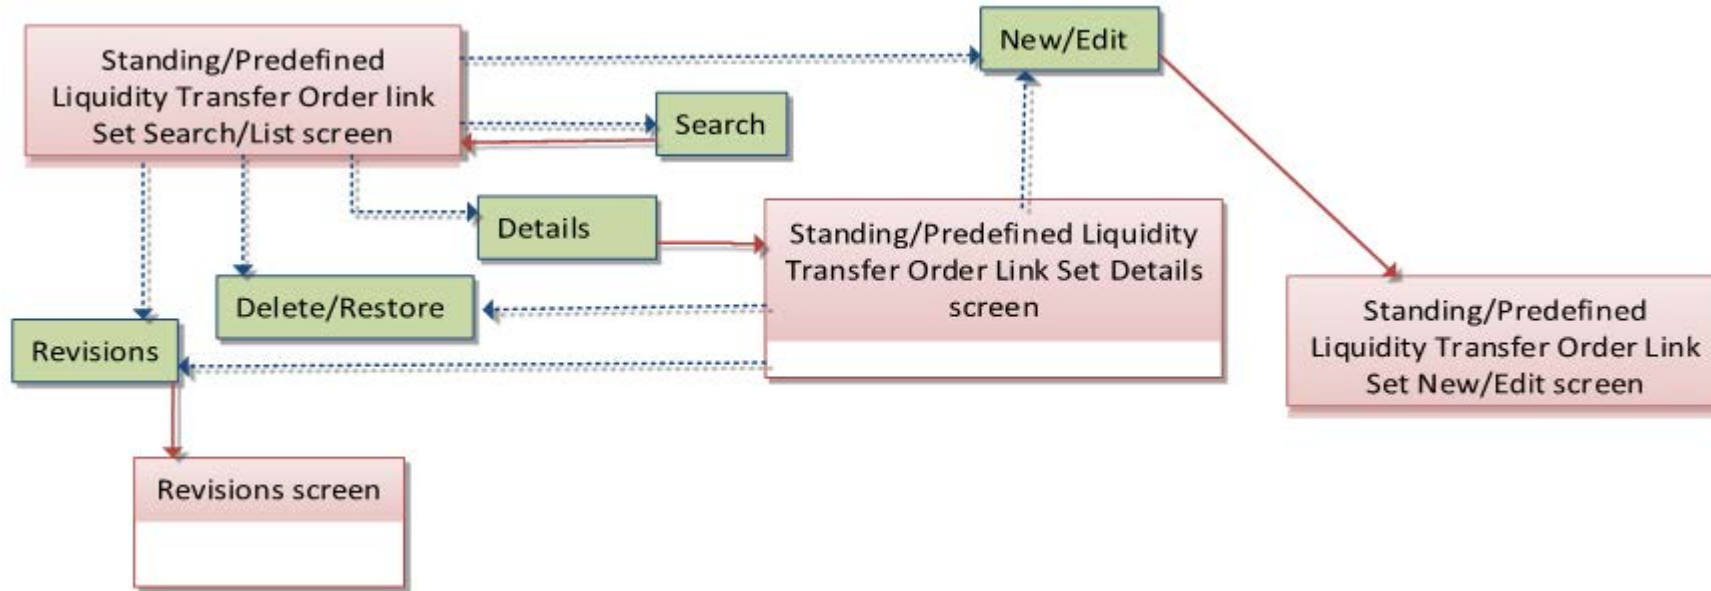 Standing/Predefined
Liquidity Transfer Order link
Set Search/List screen
New/Edit
Search
Details
Standing/Predefined Liquidity
Transfer Order Link Set Details
screen
Delete/Restore
Revisions
Standing/Predefined
Liquidity Transfer Order Link
Set New/Edit screen
Revisions screen